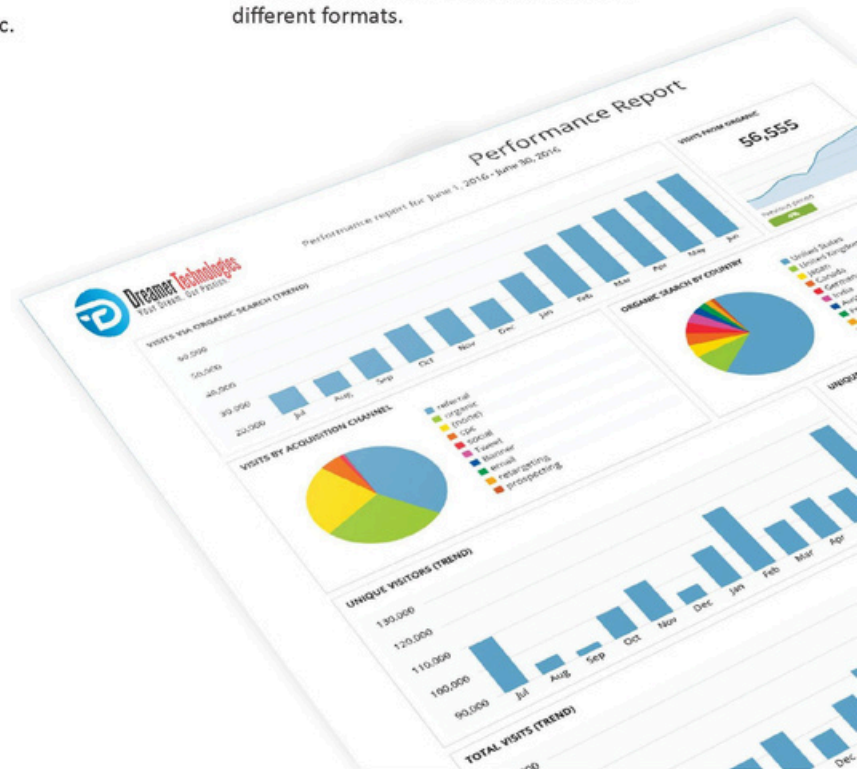 c.
different formats.
Performance Report
Performance report for June 1, 2016 - June 30, 2016
Dreamer Technologies
Your Dream. Our Passion
VISITS FROM ORGANIC
56,555
previous period
VISITS VIA ORGANIC SEARCH (TREND)
60,000
50,000
40,000
30,000
20,000
Jul
Aug
Sep
Oct
Nov
Dec
Jan
Feb
Mar
Apr
May
Jun
ORGANIC SEARCH BY COUNTRY
United States
United Kingdom
Japan
Canada
German
India
VISITS BY ACQUISITION CHANNEL
referral
organic
(none)
cpc
social
Tweet
Banner
email
retargeting
prospecting
UNIQUE VISITORS (TREND)
130,000
120,000
110,000
100,000
90,000
Jul
Aug
Sep
Oct
Nov
Dec
Jan
Feb
Mar
Apr
UNIQU
TOTAL VISITS (TREND)
Dec